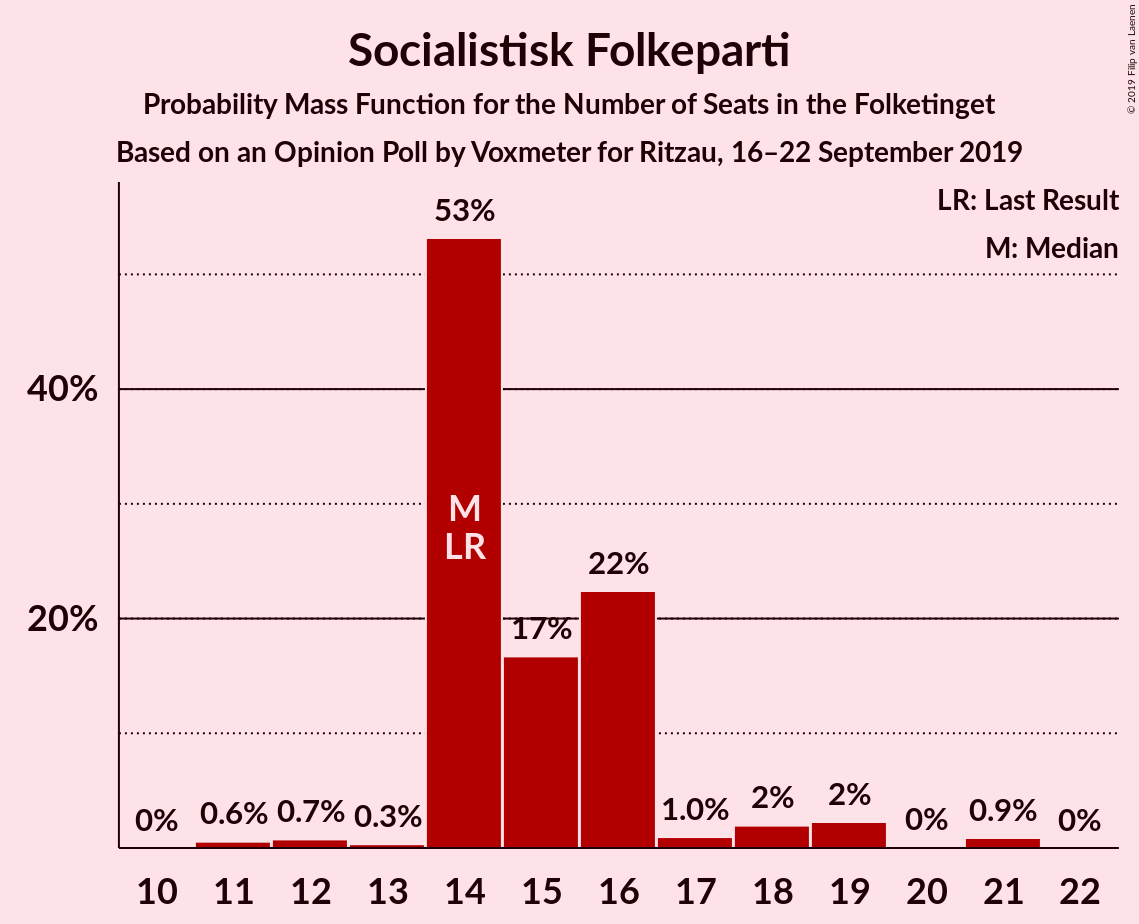 Socialistisk Folkeparti
Probability Mass Function for the Number of Seats in the Folketinget
Based on an Opinion Poll by Voxmeter for Ritzau, 16–22 September 2019
© 2019 Filip van Laenen
LR: Last Result
M: Median
53%
40%
M
LR
22%
20%
17%
0%
0.6%
0.7%
0.3%
1.0%
2%
2%
0%
0.9%
0%
10 11 12 13 14 15 16 17 18 19 20 21 22